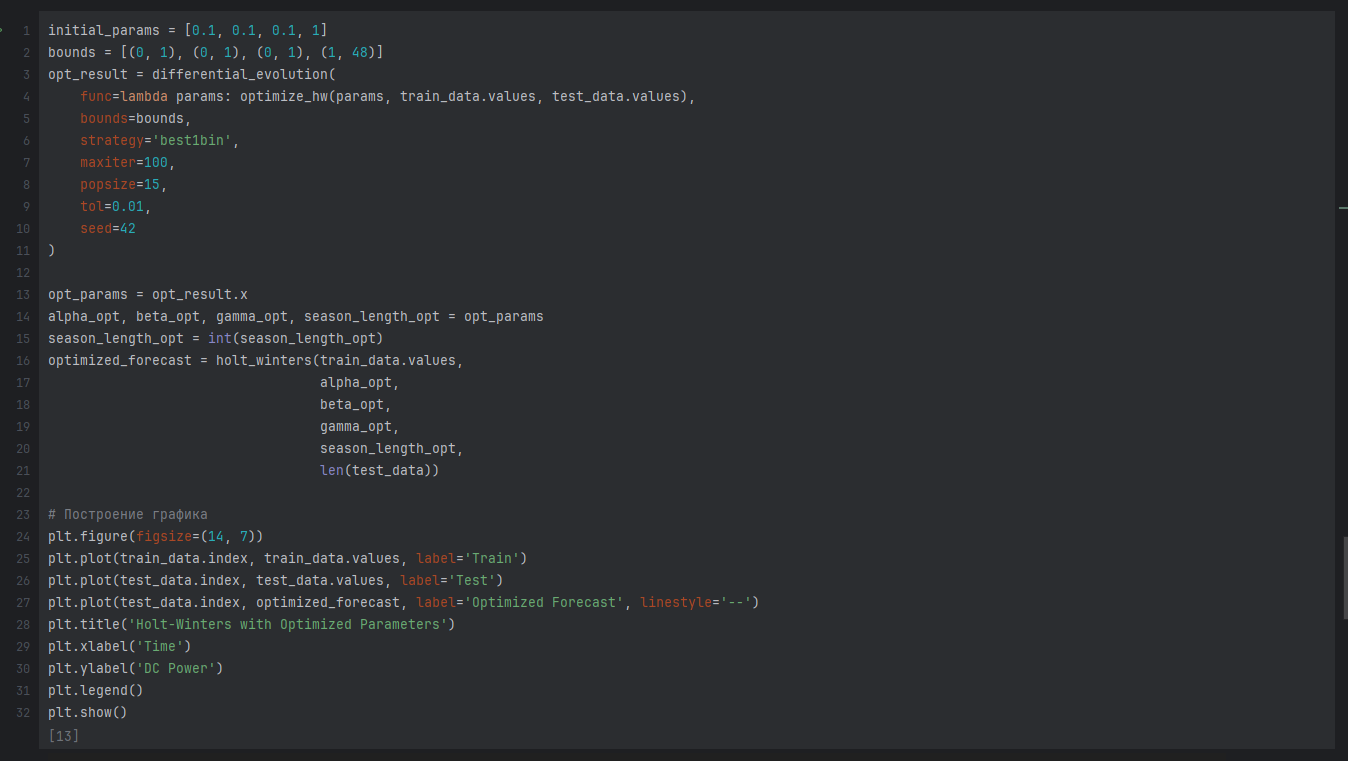 1 initial_params = [0.1, 0.1, 0.1, 1]
2 bounds = [(0, 1), (0, 1), (0, 1), (1, 48)]
3 opt_result = differential_evolution(
4     func=lambda params: optimize_hw(params, train_data.values, test_data.values),
5     bounds=bounds,
6     strategy='best1bin',
7     maxiter=100,
8     popsize=15,
9     tol=0.01,
10     seed=42
11 )
12
13 opt_params = opt_result.x
14 alpha_opt, beta_opt, gamma_opt, season_length_opt = opt_params
15 season_length_opt = int(season_length_opt)
16 optimized_forecast = holt_winters(train_data.values,
17                                   alpha_opt,
18                                   beta_opt,
19                                   gamma_opt,
20                                   season_length_opt,
21                                   len(test_data))
22
23 # Построение графика
24 plt.figure(figsize=(14, 7))
25 plt.plot(train_data.index, train_data.values, label='Train')
26 plt.plot(test_data.index, test_data.values, label='Test')
27 plt.plot(test_data.index, optimized_forecast, label='Optimized Forecast', linestyle='--')
28 plt.title('Holt-Winters with Optimized Parameters')
29 plt.xlabel('Time')
30 plt.ylabel('DC Power')
31 plt.legend()
32 plt.show()
[13]